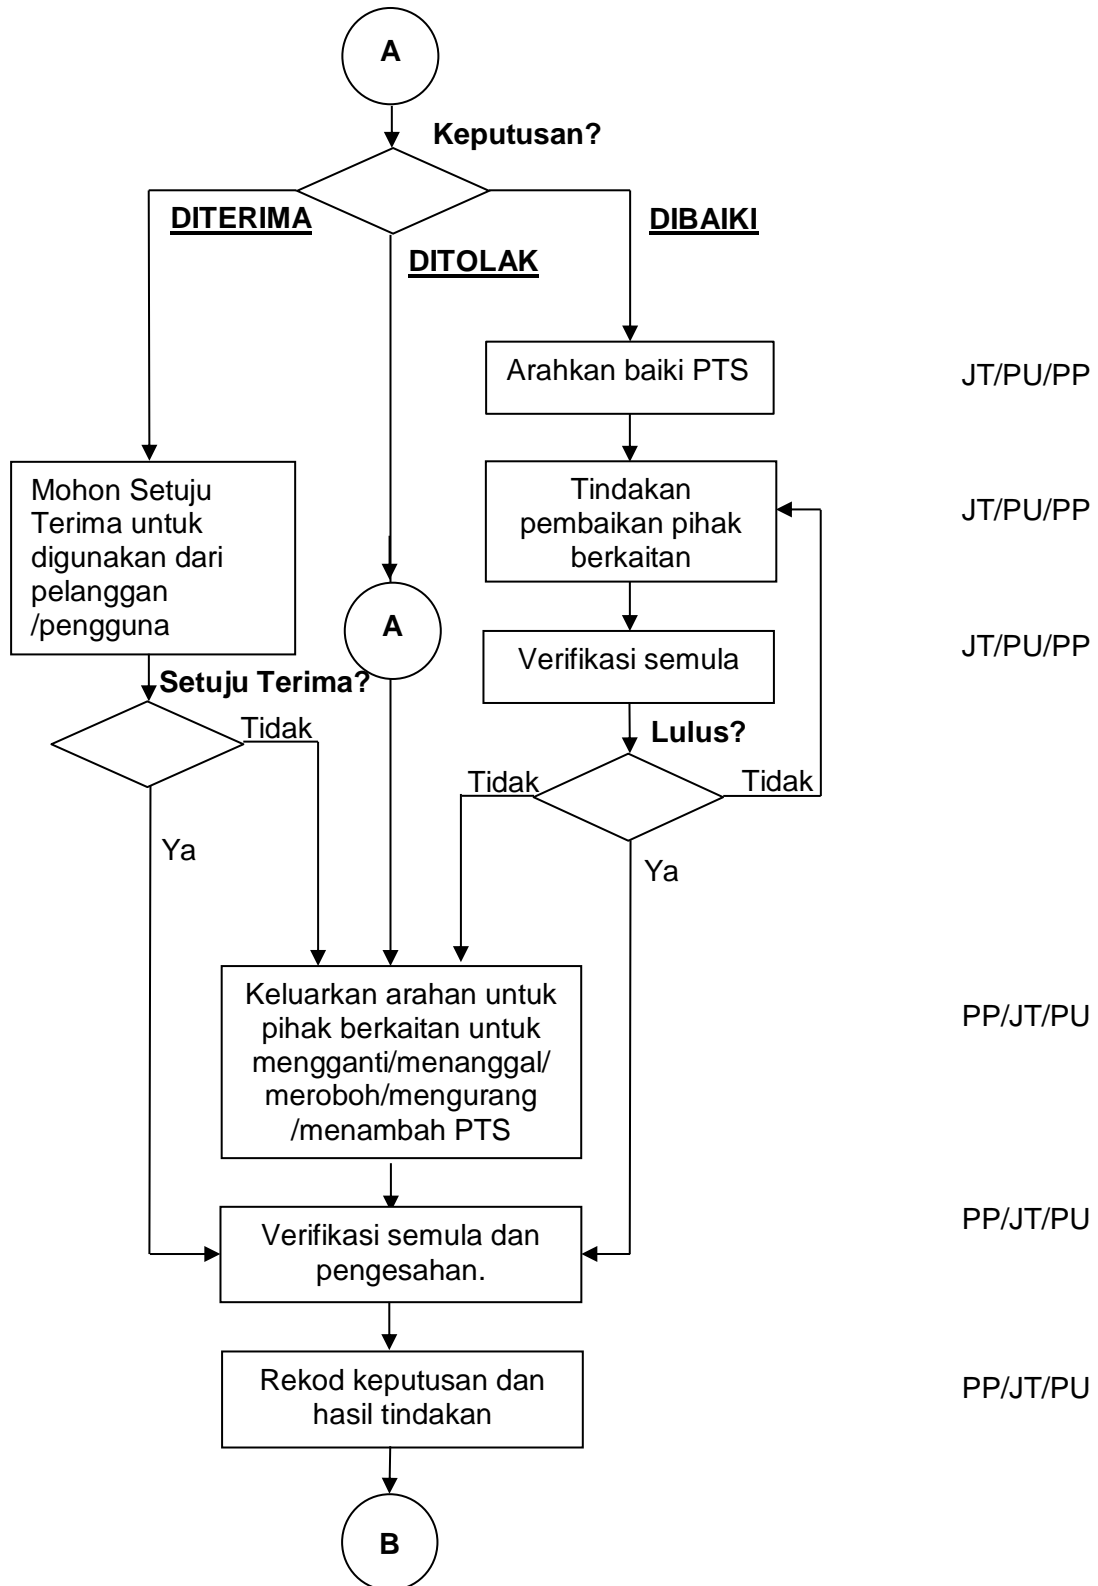 A
Keputusan?
DITERIMA
DITOLAK
DIBAIKI
Arahkan baiki PTS
JT/PU/PP
Mohon Setuju
Terima untuk
digunakan dari
pelanggan
/pengguna
Tindakan
pembaikan pihak
berkaitan
JT/PU/PP
A
Verifikasi semula
JT/PU/PP
Setuju Terima?
Tidak
Lulus?
Tidak
Tidak
Ya
Ya
Keluarkan arahan untuk
pihak berkaitan untuk
mengganti/menanggal/
meroboh/mengurang
/menambah PTS
PP/JT/PU
Verifikasi semula dan
pengesahan.
PP/JT/PU
Rekod keputusan dan
hasil tindakan
PP/JT/PU
B